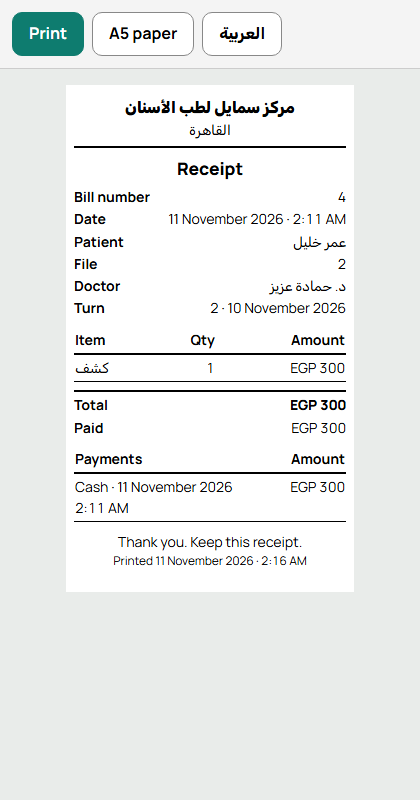 Print A5 paper العربية
مركز سمايل لطب الأسنان
القاهرة
Receipt
Bill number 4
Date 11 November 2026 · 2:11 AM
Patient عمر خليل
File 2
Doctor د. حمادة عزيز
Turn 2 · 10 November 2026
Item Qty Amount
كشف 1 EGP 300
Total EGP 300
Paid EGP 300
Payments Amount
Cash · 11 November 2026 EGP 300
2:11 AM
Thank you. Keep this receipt.
Printed 11 November 2026 · 2:16 AM